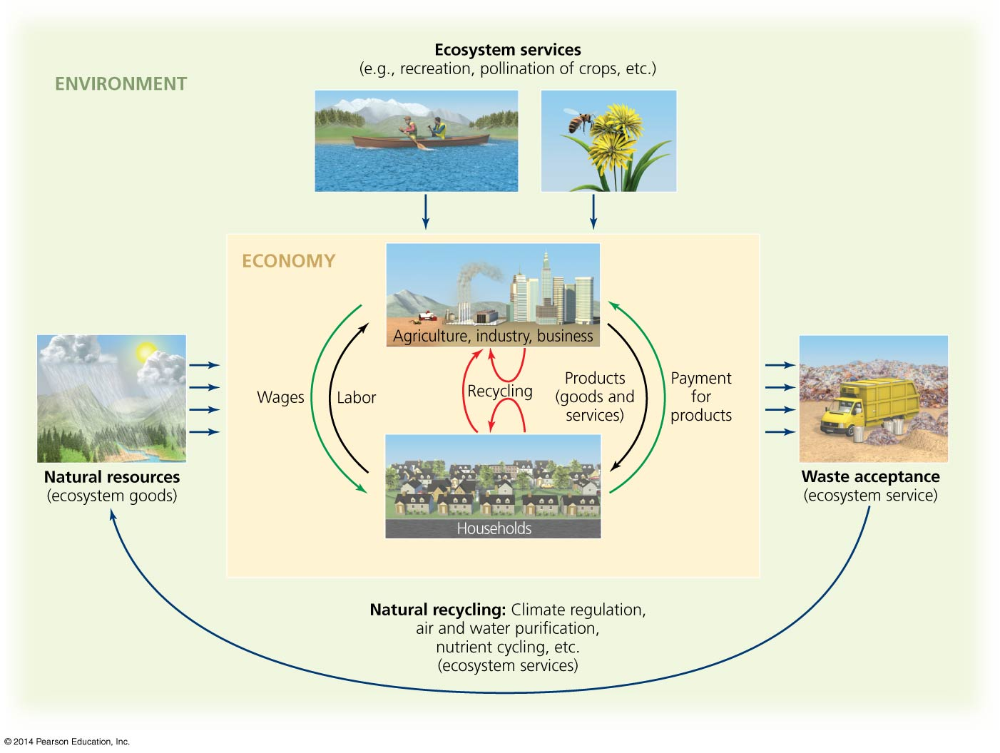 Ecosystem services
(e.g., recreation, pollination of crops, etc.)
ENVIRONMENT
ECONOMY
Agriculture, industry, business
Wages
Labor
Recycling
Products
(goods and
services)
Payment
for
products
Households
Natural resources
(ecosystem goods)
Waste acceptance
(ecosystem service)
Natural recycling: Climate regulation,
air and water purification,
nutrient cycling, etc.
(ecosystem services)
© 2014 Pearson Education, Inc.